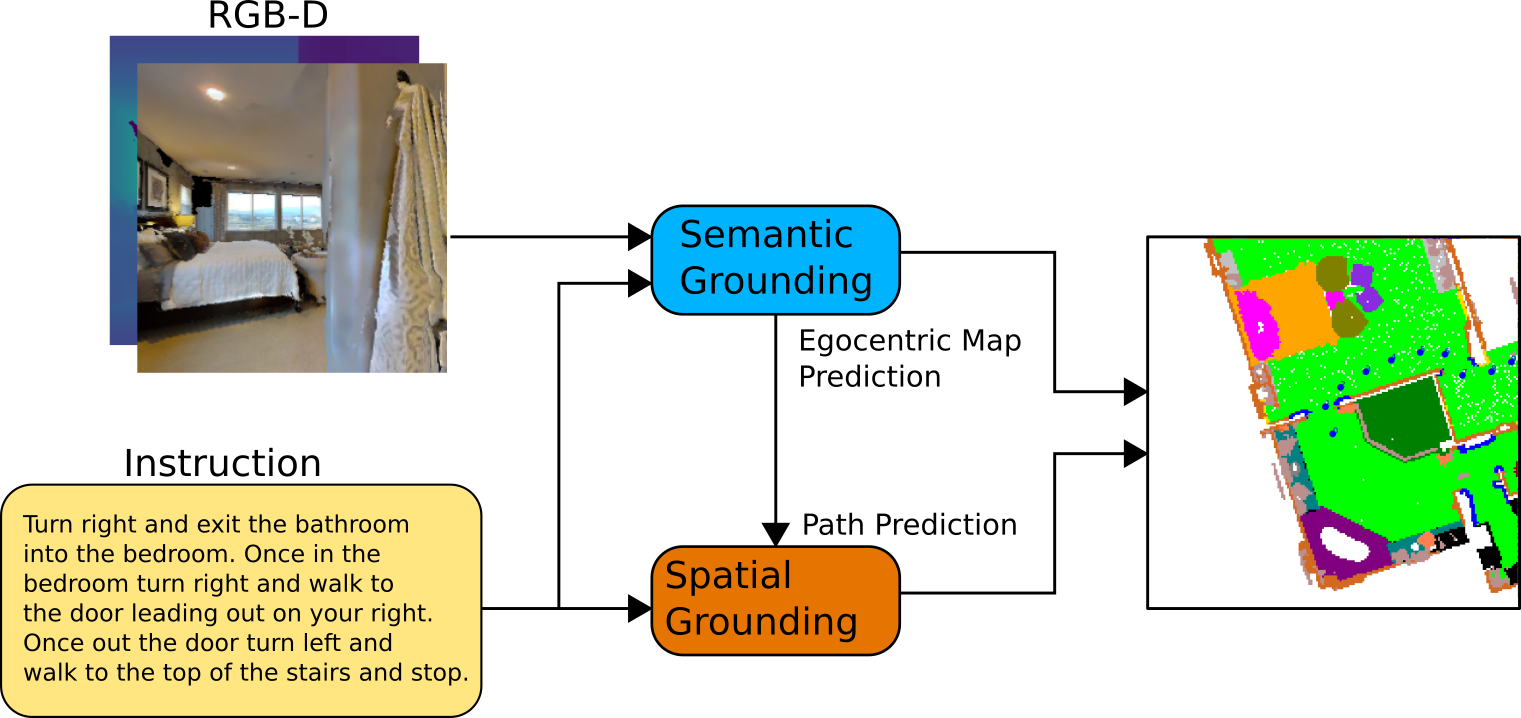 RGB-D
Instruction
Turn right and exit the bathroom
into the bedroom. Once in the
bedroom turn right and walk to
the door leading out on your right.
Once out the door turn left and
walk to the top of the stairs and stop.
Semantic
Grounding
Egocentric Map
Prediction
Path Prediction
Spatial
Grounding